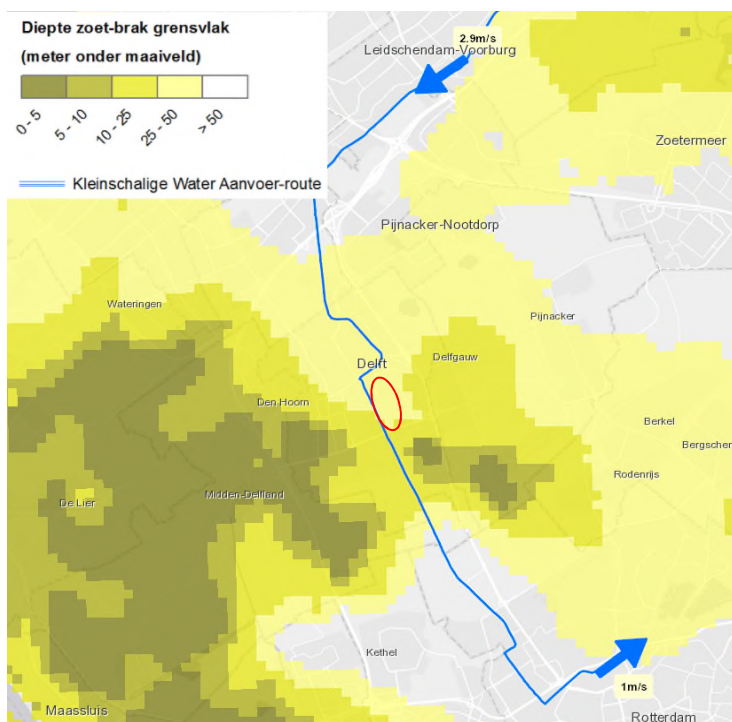 Diepte zoet-brak grensvlak
(meter onder maaiveld)
0 - 5
5 - 10
10 - 25
25 - 50
> 50
Kleinschalige Water Aanvoer-route
2.9m/s
Leidschendam-Voorburg
Zoetermeer
Pijnacker-Nootdorp
Wateringen
Pijnacker
Delft
Delfgauw
Den Hoorn
Berkel
Bergschen
Rodenrijs
De Lier
Midden-Delfland
Kethel
1m/s
Maassluis
Rotterdam